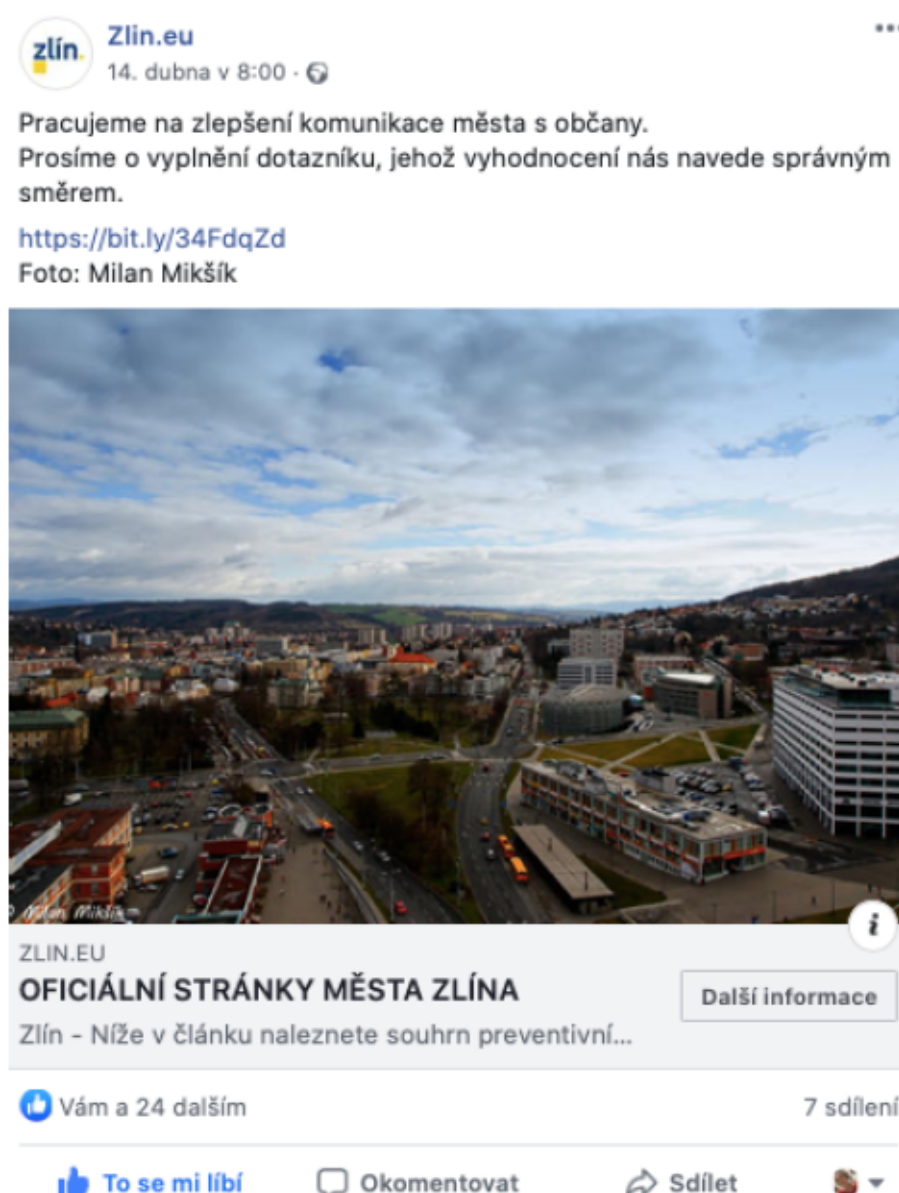 zlín.
Zlin.eu
14. dubna v 8:00 ·
Pracujeme na zlepšení komunikace města s občany.
Prosíme o vyplnění dotazníku, jehož vyhodnocení nás navede správným
směrem.
https://bit.ly/34FdqZd
Foto: Milan Mikšík
© Milan Mikšík
i
ZLIN.EU
OFICIÁLNÍ STRÁNKY MĚSTA ZLÍNA
Další informace
Zlín - Níže v článku naleznete souhrn preventivní...
Vám a 24 dalším
7 sdílení
To se mi líbí
Okomentovat
Sdílet